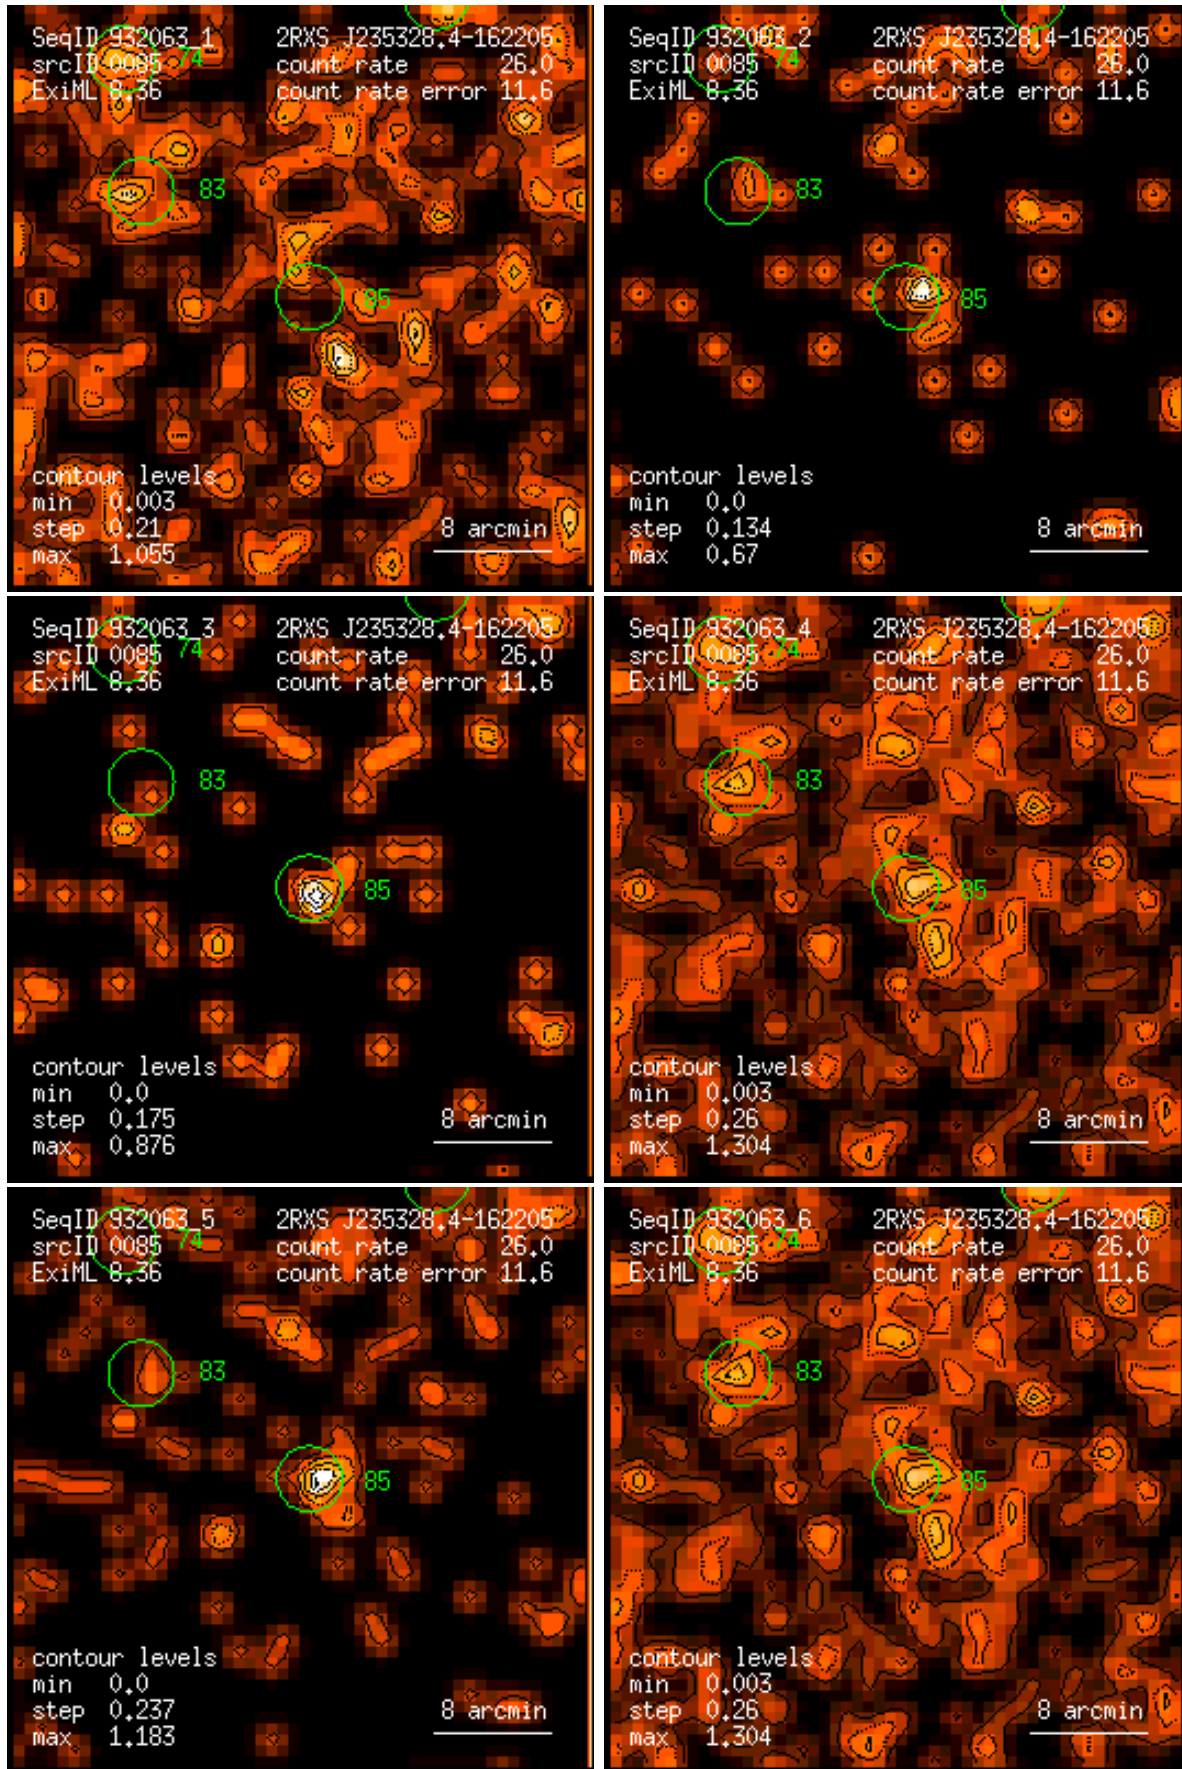 SeqID 932063_1 2RXS J235328.4-162205
srcID 0085 74 count rate 26.0
ExiML 8.36 count rate error 11.6
83
85
contour levels
min 0.003
step 0.21 8 arcmin
max 1.055
SeqID 932063_2 2RXS J235328.4-162205
srcID 0085 74 count rate 26.0
ExiML 8.36 count rate error 11.6
83
85
contour levels
min 0.0
step 0.134 8 arcmin
max 0.67
SeqID 932063_3 2RXS J235328.4-162205
srcID 0085 74 count rate 26.0
ExiML 8.36 count rate error 11.6
83
85
contour levels
min 0.0
step 0.175 8 arcmin
max 0.876
SeqID 932063_4 2RXS J235328.4-162205
srcID 0085 74 count rate 26.0
ExiML 8.36 count rate error 11.6
83
85
contour levels
min 0.003
step 0.26 8 arcmin
max 1.304
SeqID 932063_5 2RXS J235328.4-162205
srcID 0085 74 count rate 26.0
ExiML 8.36 count rate error 11.6
83
85
contour levels
min 0.0
step 0.237 8 arcmin
max 1.183
SeqID 932063_6 2RXS J235328.4-162205
srcID 0085 74 count rate 26.0
ExiML 8.36 count rate error 11.6
83
85
contour levels
min 0.003
step 0.26 8 arcmin
max 1.304